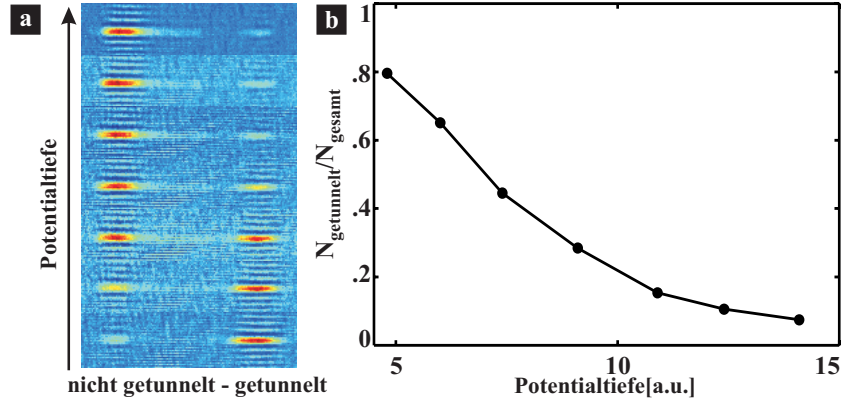 a
Potentialtiefe
nicht getunnelt - getunnelt
b
N_getunnelt/N_gesamt
1
.8
.6
.4
.2
0
5
10
15
Potentialtiefe[a.u.]